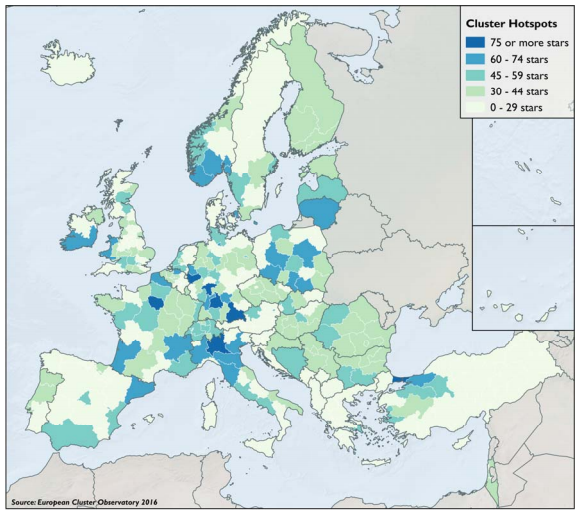 Cluster Hotspots
75 or more stars
60 - 74 stars
45 - 59 stars
30 - 44 stars
0 - 29 stars
Source: European Cluster Observatory 2016